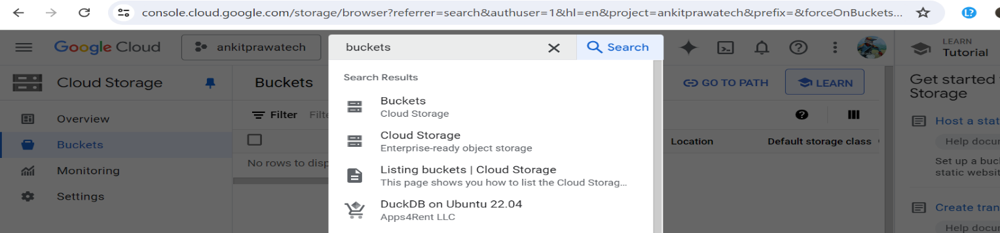 console.cloud.google.com/storage/browser?referrer=search&authuser=1&hl=en&project=ankitprawatech&prefix=&forceOnBuckets...
L?
Google Cloud
ankitprawatech
buckets
Search
LEARN
Tutorial
Cloud Storage
Buckets
GO TO PATH
LEARN
Get started
Storage
Overview
Buckets
Monitoring
Settings
Filter Filte
No rows to disp
Search Results
Buckets
Cloud Storage
Cloud Storage
Enterprise-ready object storage
Listing buckets | Cloud Storage
This page shows you how to list the Cloud Storag...
DuckDB on Ubuntu 22.04
Apps4Rent LLC
Location
Default storage class
Host a stat
Help docum
Set up a buc
static websit
Create tran
Help docum